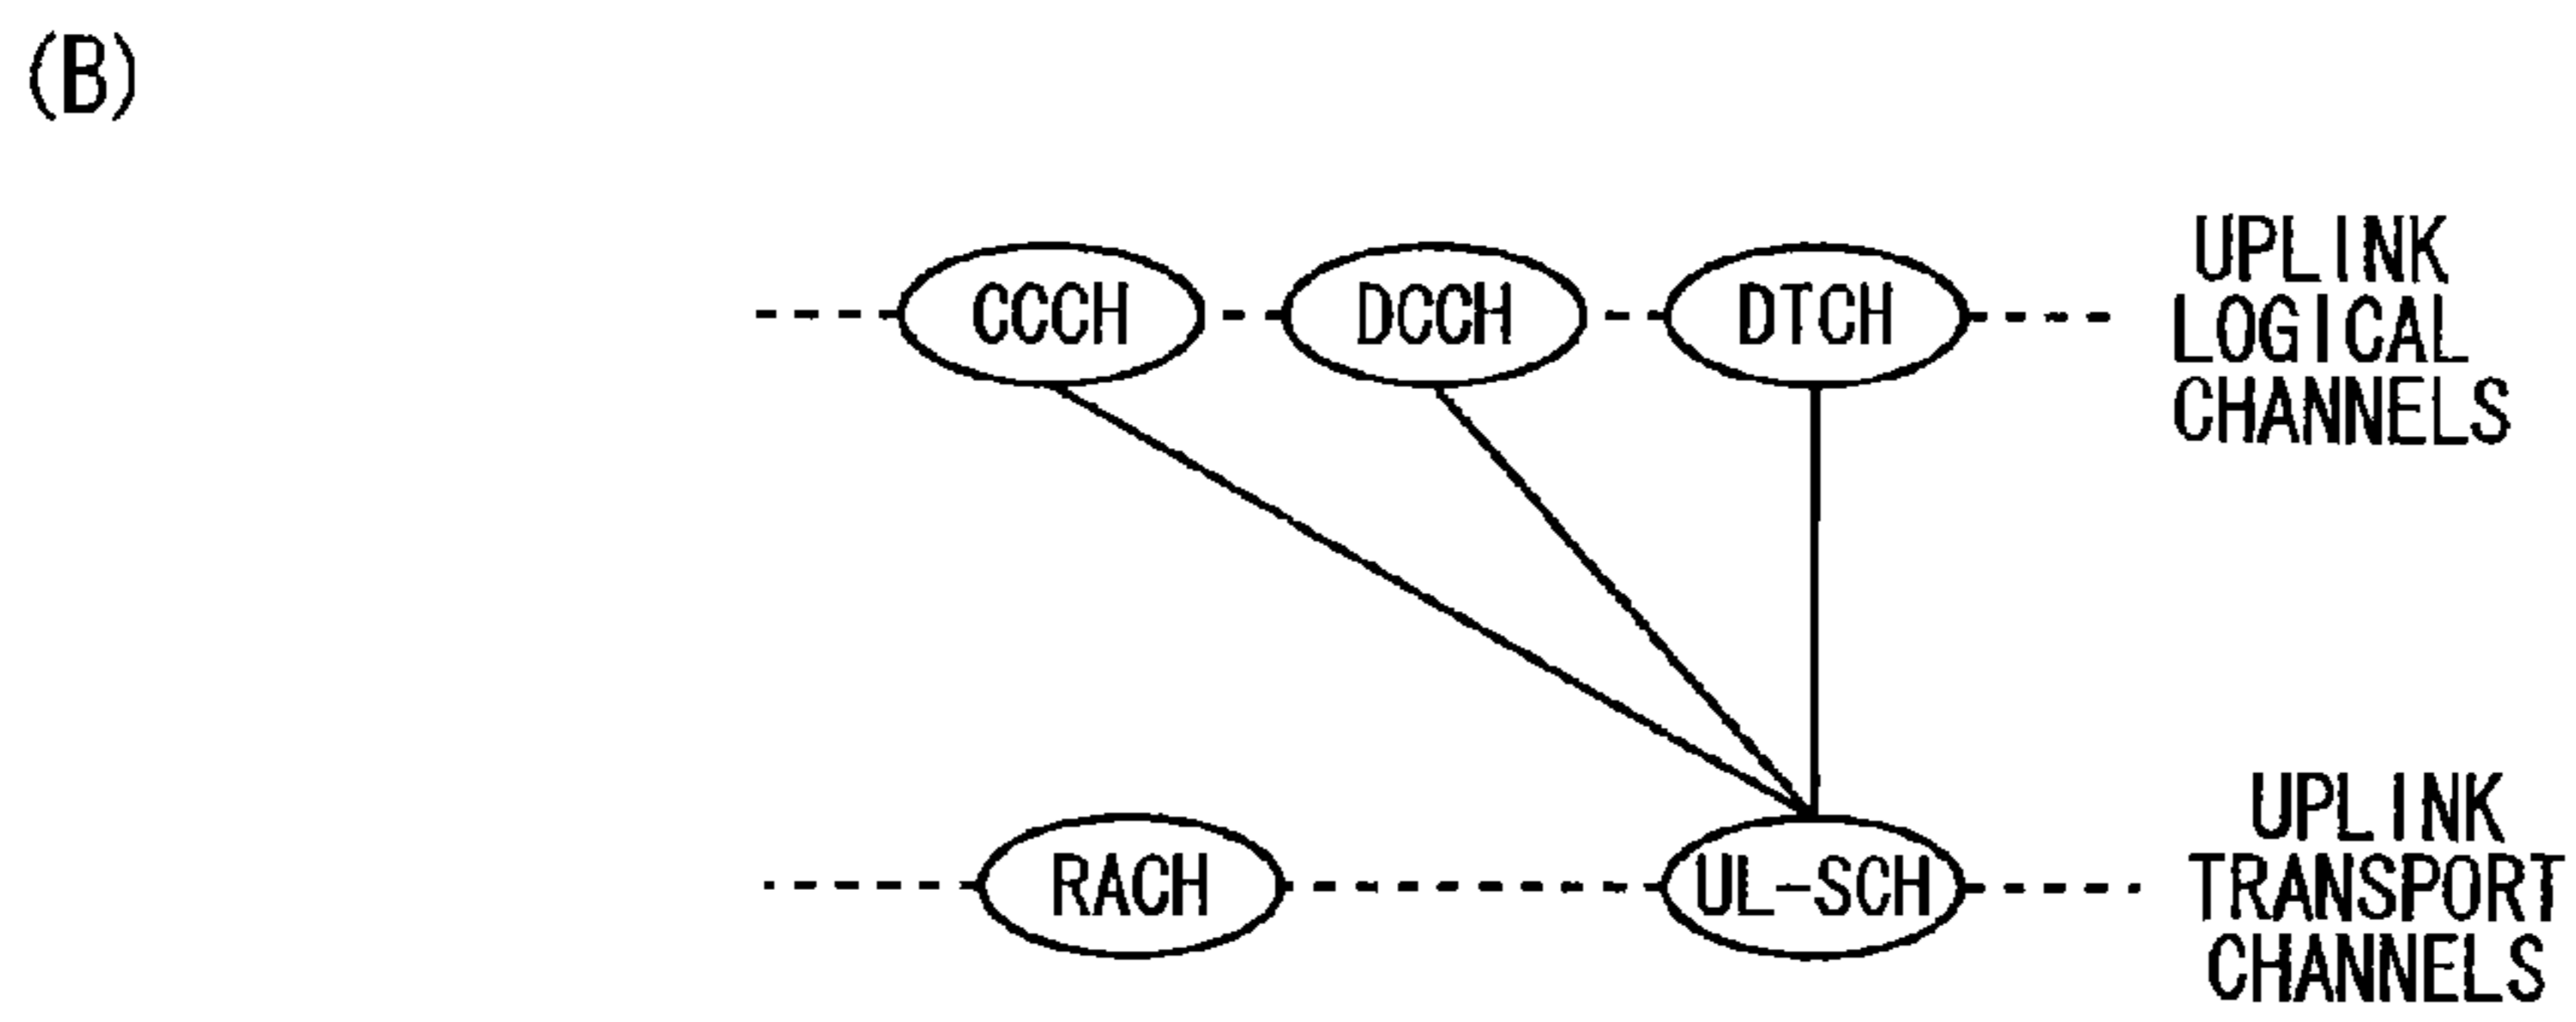 (B)
CCCH DCCH DTCH
UPLINK
LOGICAL
CHANNELS
RACH UL-SCH
UPLINK
TRANSPORT
CHANNELS